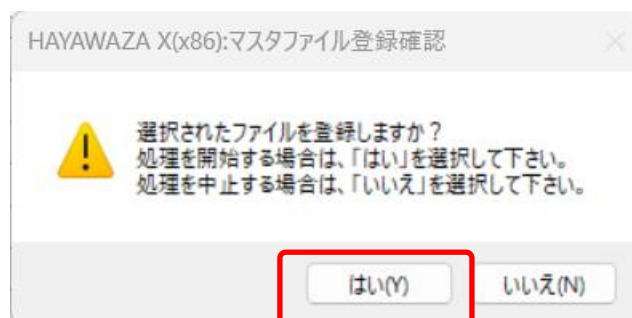 HAYAWAZA X(x86):マスタファイル登録確認
選択されたファイルを登録しますか？
処理を開始する場合は、「はい」を選択して下さい。
処理を中止する場合は、「いいえ」を選択して下さい。
はい(Y)
いいえ(N)